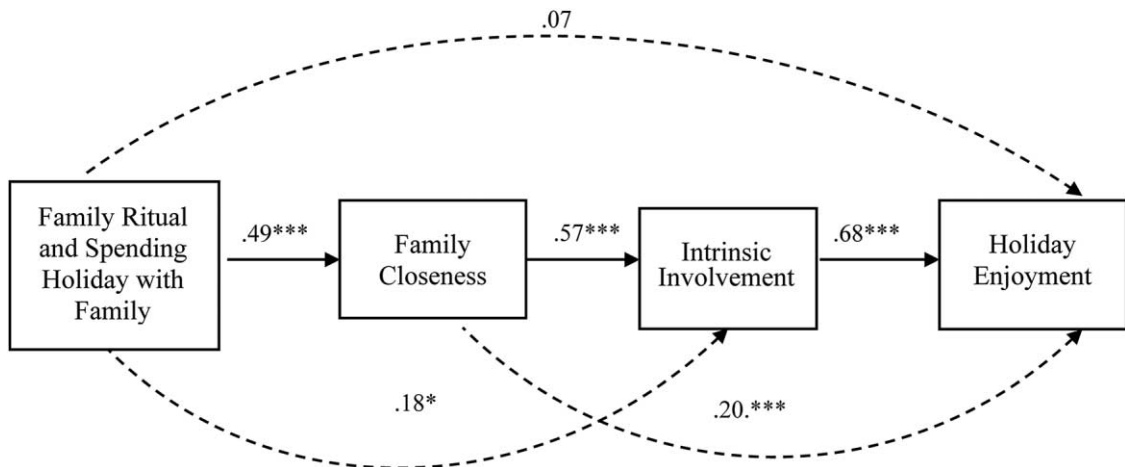 .07
Family Ritual
and Spending
Holiday with
Family
.49***
Family
Closeness
.57***
Intrinsic
Involvement
.68***
Holiday
Enjoyment
.18*
.20.***